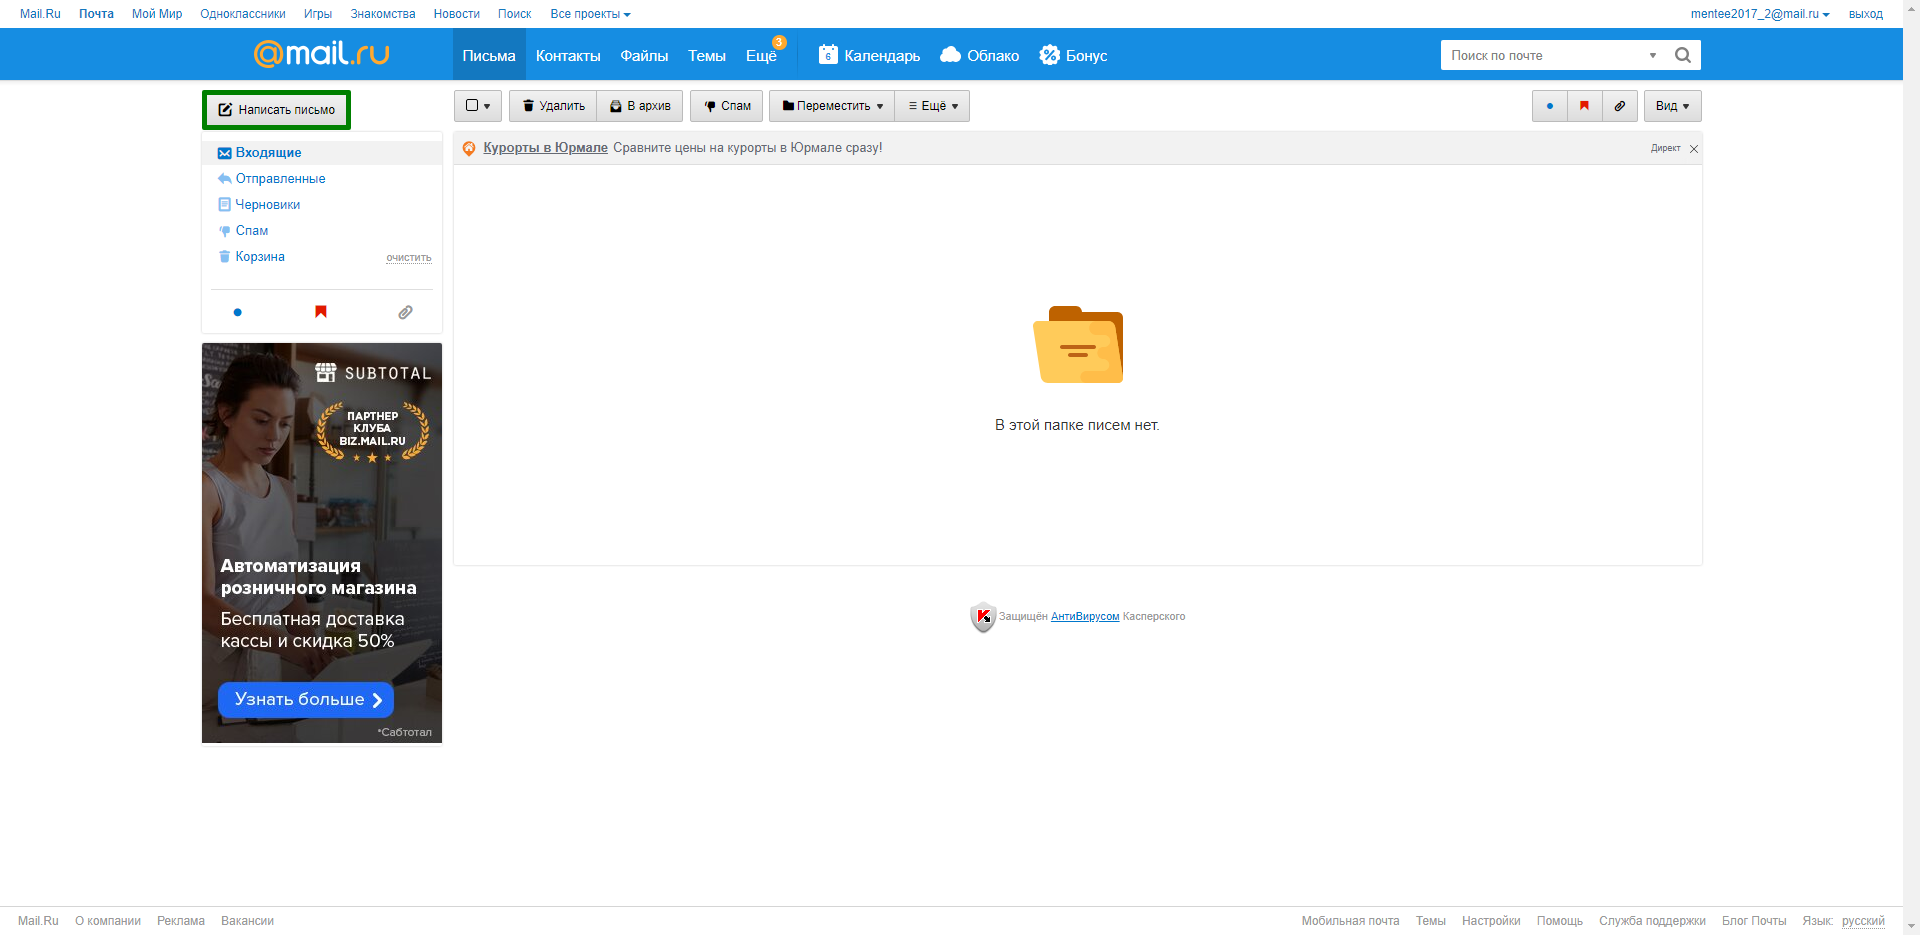 Mail.Ru Почта Мой Мир Одноклассники Игры Знакомства Новости Поиск Все проекты mentee2017_2@mail.ru выход
@mail.ru Письма Контакты Файлы Темы Ещё 3 6 Календарь Облако Бонус Поиск по почте
Написать письмо Удалить В архив Спам Переместить Ещё Вид
Курорты в Юрмале Сравните цены на курорты в Юрмале сразу! Директ
Входящие
Отправленные
Черновики
Спам
Корзина очистить
SUBTOTAL
ПАРТНЕР
КЛУБА
BIZ.MAIL.RU
В этой папке писем нет.
Автоматизация
розничного магазина
Бесплатная доставка
кассы и скидка 50%
Узнать больше
*Сабтотал
Защищён АнтиВирусом Касперского
Mail.Ru О компании Реклама Вакансии Мобильная почта Темы Настройки Помощь Служба поддержки Блог Почты Язык: русский